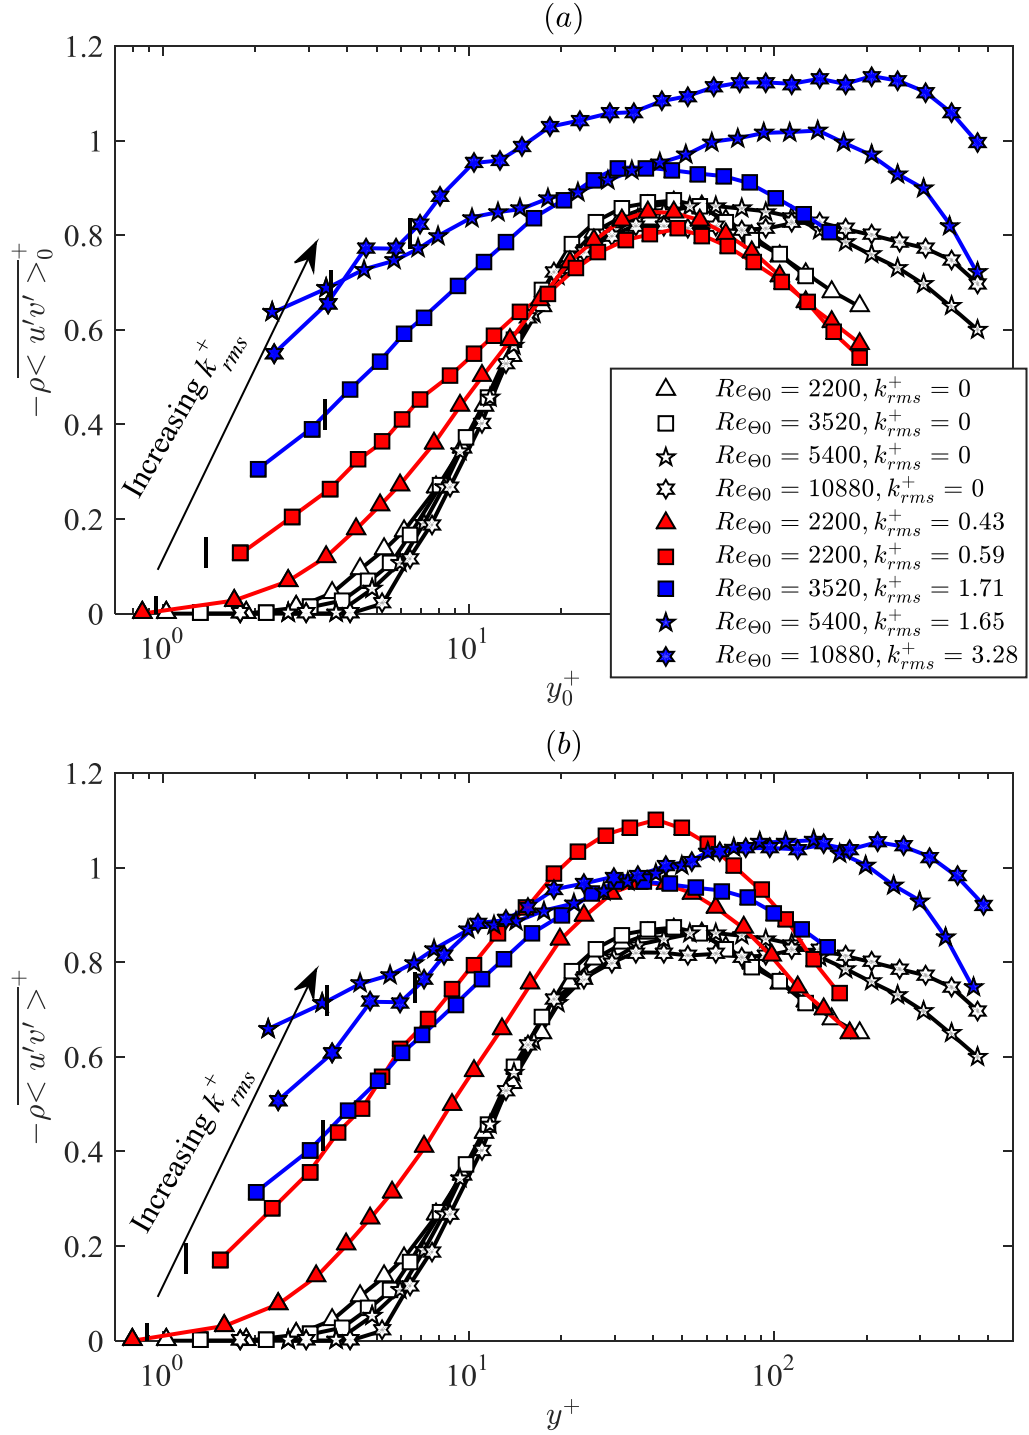 (a)
1.2
1
0.8
0.6
0.4
0.2
0
−ρ< u′v′ >₀⁺
Increasing k⁺rms
10⁰
10¹
y₀⁺
Re_Θ0 = 2200, k⁺rms = 0
Re_Θ0 = 3520, k⁺rms = 0
Re_Θ0 = 5400, k⁺rms = 0
Re_Θ0 = 10880, k⁺rms = 0
Re_Θ0 = 2200, k⁺rms = 0.43
Re_Θ0 = 2200, k⁺rms = 0.59
Re_Θ0 = 3520, k⁺rms = 1.71
Re_Θ0 = 5400, k⁺rms = 1.65
Re_Θ0 = 10880, k⁺rms = 3.28
(b)
1.2
1
0.8
0.6
0.4
0.2
0
−ρ< u′v′ >⁺
Increasing k⁺rms
10⁰
10¹
10²
y⁺